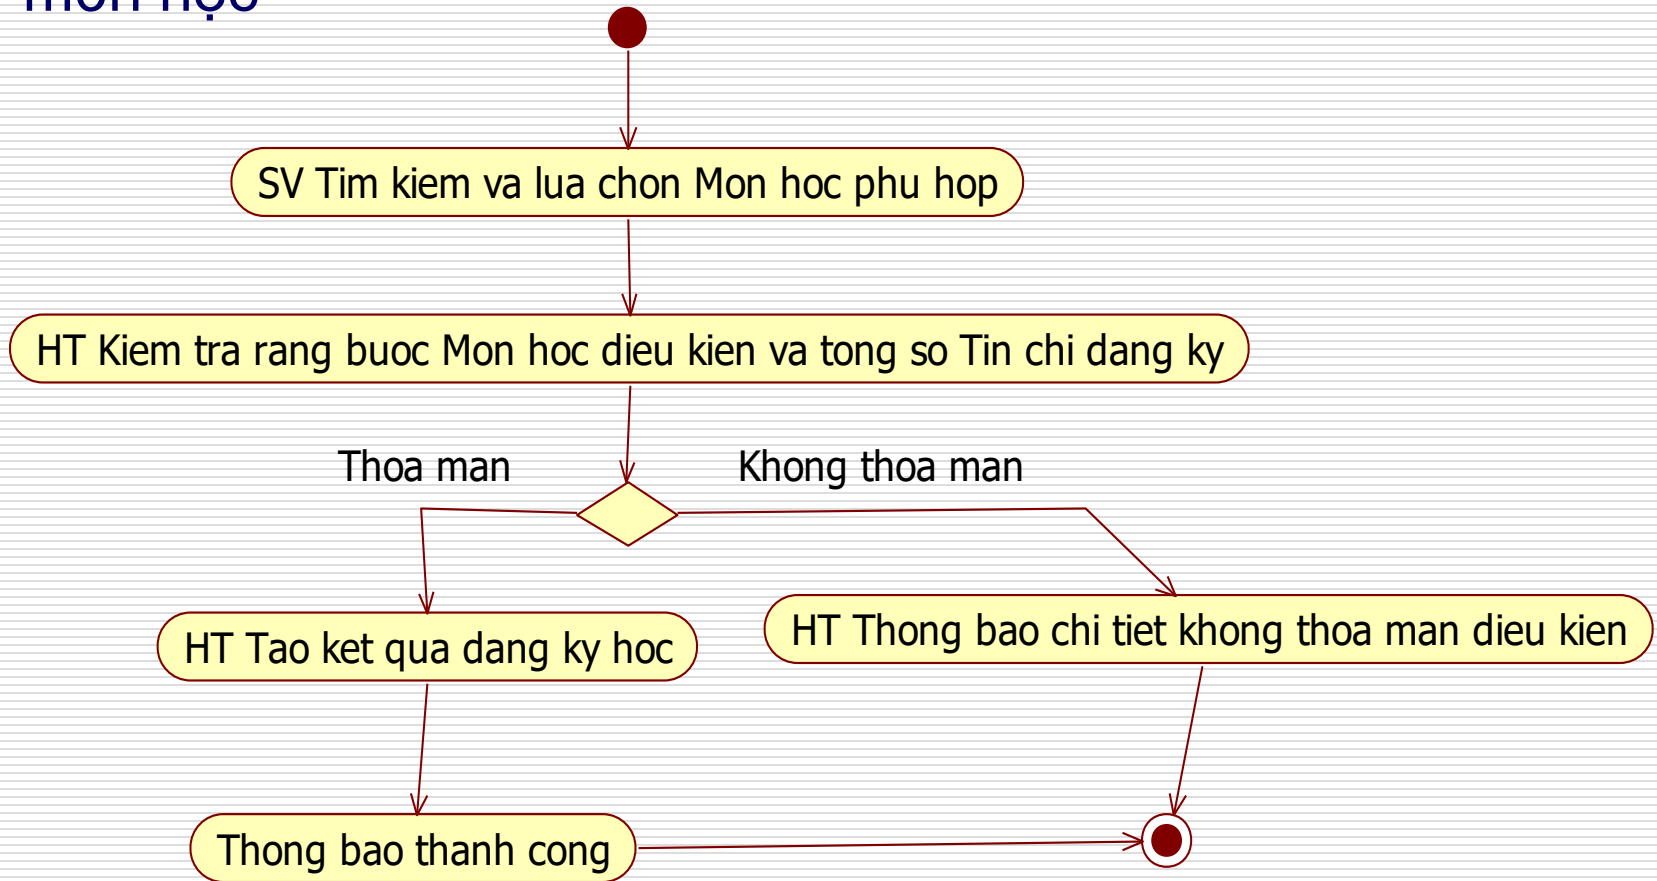 môn học
SV Tim kiem va lua chon Mon hoc phu hop
HT Kiem tra rang buoc Mon hoc dieu kien va tong so Tin chi dang ky
Thoa man
Khong thoa man
HT Tao ket qua dang ky hoc
HT Thong bao chi tiet khong thoa man dieu kien
Thong bao thanh cong